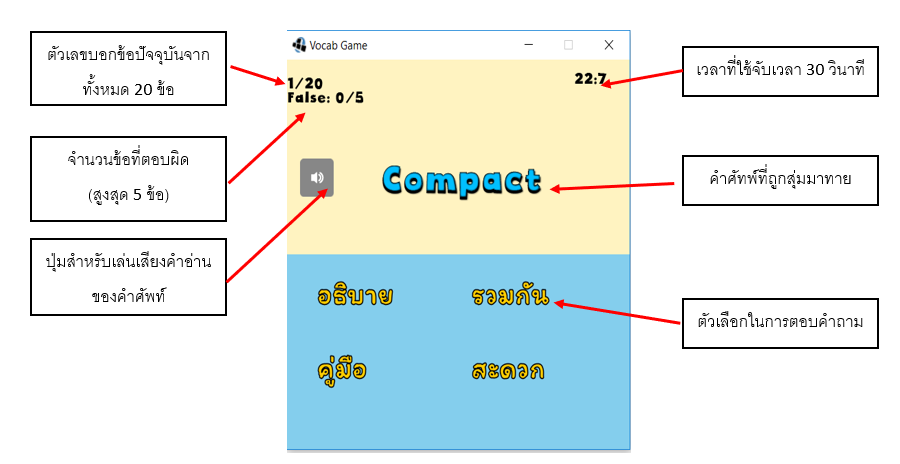 ตัวเลขบอกข้อปัจจุบันจาก
ทั้งหมด 20 ข้อ
จำนวนข้อที่ตอบผิด
(สูงสุด 5 ข้อ)
ปุ่มสำหรับเล่นเสียงคำอ่าน
ของคำศัพท์
Vocab Game
1/20
False: 0/5
22:7
Compact
อธิบาย
รวมกัน
คู่มือ
สะดวก
เวลาที่ใช้จับเวลา 30 วินาที
คำศัทพ์ที่ถูกสุ่มมาทาย
ตัวเลือกในการตอบคำถาม